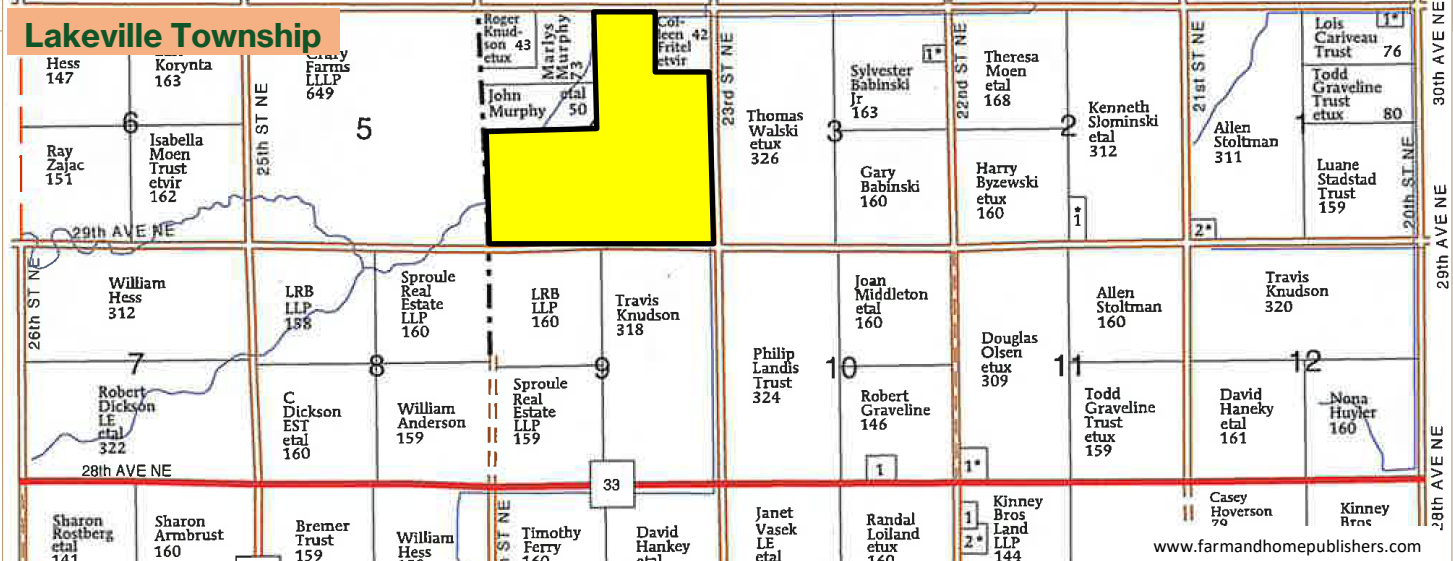 Lakeville Township
Hess
147
Korynta
163
Farms
LLLP
649
Roger
Knud-
son 43
etux
Marlys
Murphy
73
etal
John
Murphy 50
Col-
leen 42
Fritel
etvir
23rd ST NE
Thomas
Walski
etux
326
Sylvester
Babinski
Jr
163
1*
22nd ST NE
Theresa
Moen
etal
168
Kenneth
Slominski
etal
312
21st ST NE
Allen
Stoltman
311
Lois
Cariveau
Trust
76
1*
Todd
Graveline
Trust
etux 80
30th AVE NE
6
5
3
2
1
Ray
Zajac
151
Isabella
Moen
Trust
etvir
162
25th ST NE
Gary
Babinski
160
Harry
Byzewski
etux
160
1*
2*
Luane
Stadstad
Trust
159
20th ST NE
29th AVE NE
29th AVE NE
26th ST NE
William
Hess
312
LRB
LLP
158
Sproule
Real
Estate
LLP
160
LRB
LLP
160
Travis
Knudson
318
Joan
Middleton
etal
160
Allen
Stoltman
160
Travis
Knudson
320
7
8
9
10
11
12
Philip
Landis
Trust
324
Douglas
Olsen
etux
309
Robert
Dickson
LE
etal
322
C
Dickson
EST
etal
160
William
Anderson
159
Sproule
Real
Estate
LLP
159
Robert
Graveline
146
Todd
Graveline
Trust
etux
159
David
Haneky
etal
161
Nona
Huyler
160
28th AVE NE
33
1
1*
28th AVE NE
Sharon
Rostberg
etal
141
Sharon
Armbrust
160
Bremer
Trust
159
William
Hess
ST NE
Timothy
Ferry
160
David
Hankey
etal
Janet
Vasek
LE
etal
Randal
Loiland
etux
160
1
2*
Kinney
Bros
Land
LLP
144
Casey
Hoverson
79
Kinney
Bros
www.farmandhomepublishers.com